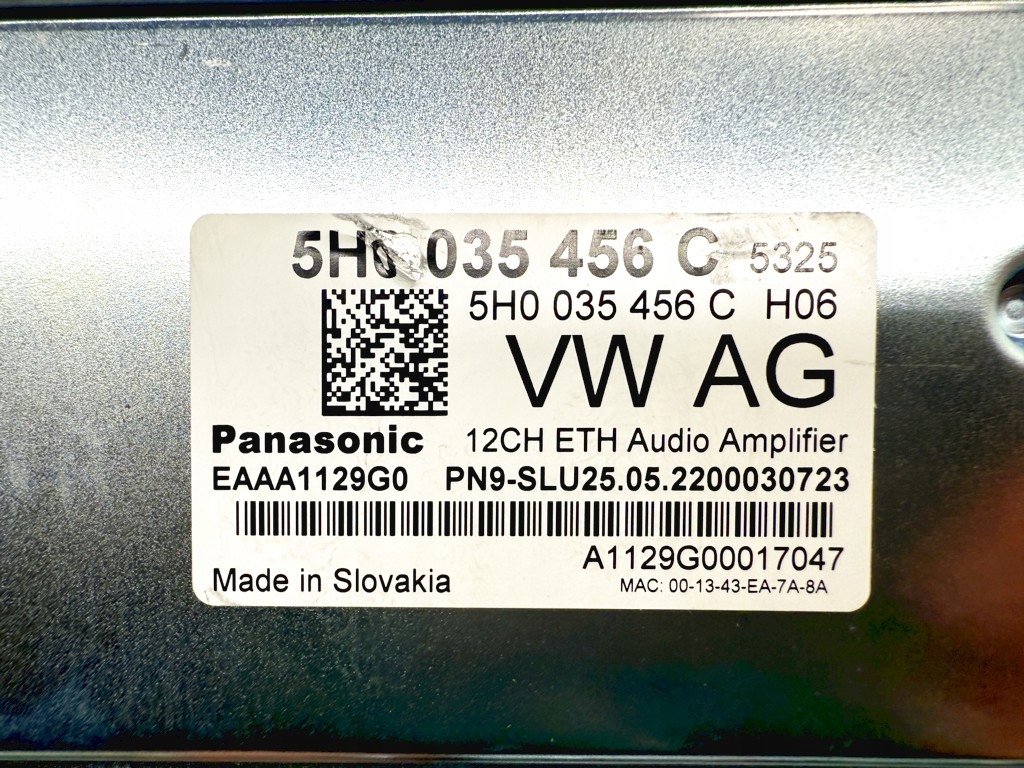 5H0 035 456 C 5325
5H0 035 456 C H06
VW AG
Panasonic 12CH ETH Audio Amplifier
EAAA1129G0 PN9-SLU25.05.2200030723
A1129G00017047
Made in Slovakia MAC: 00-13-43-EA-7A-8A